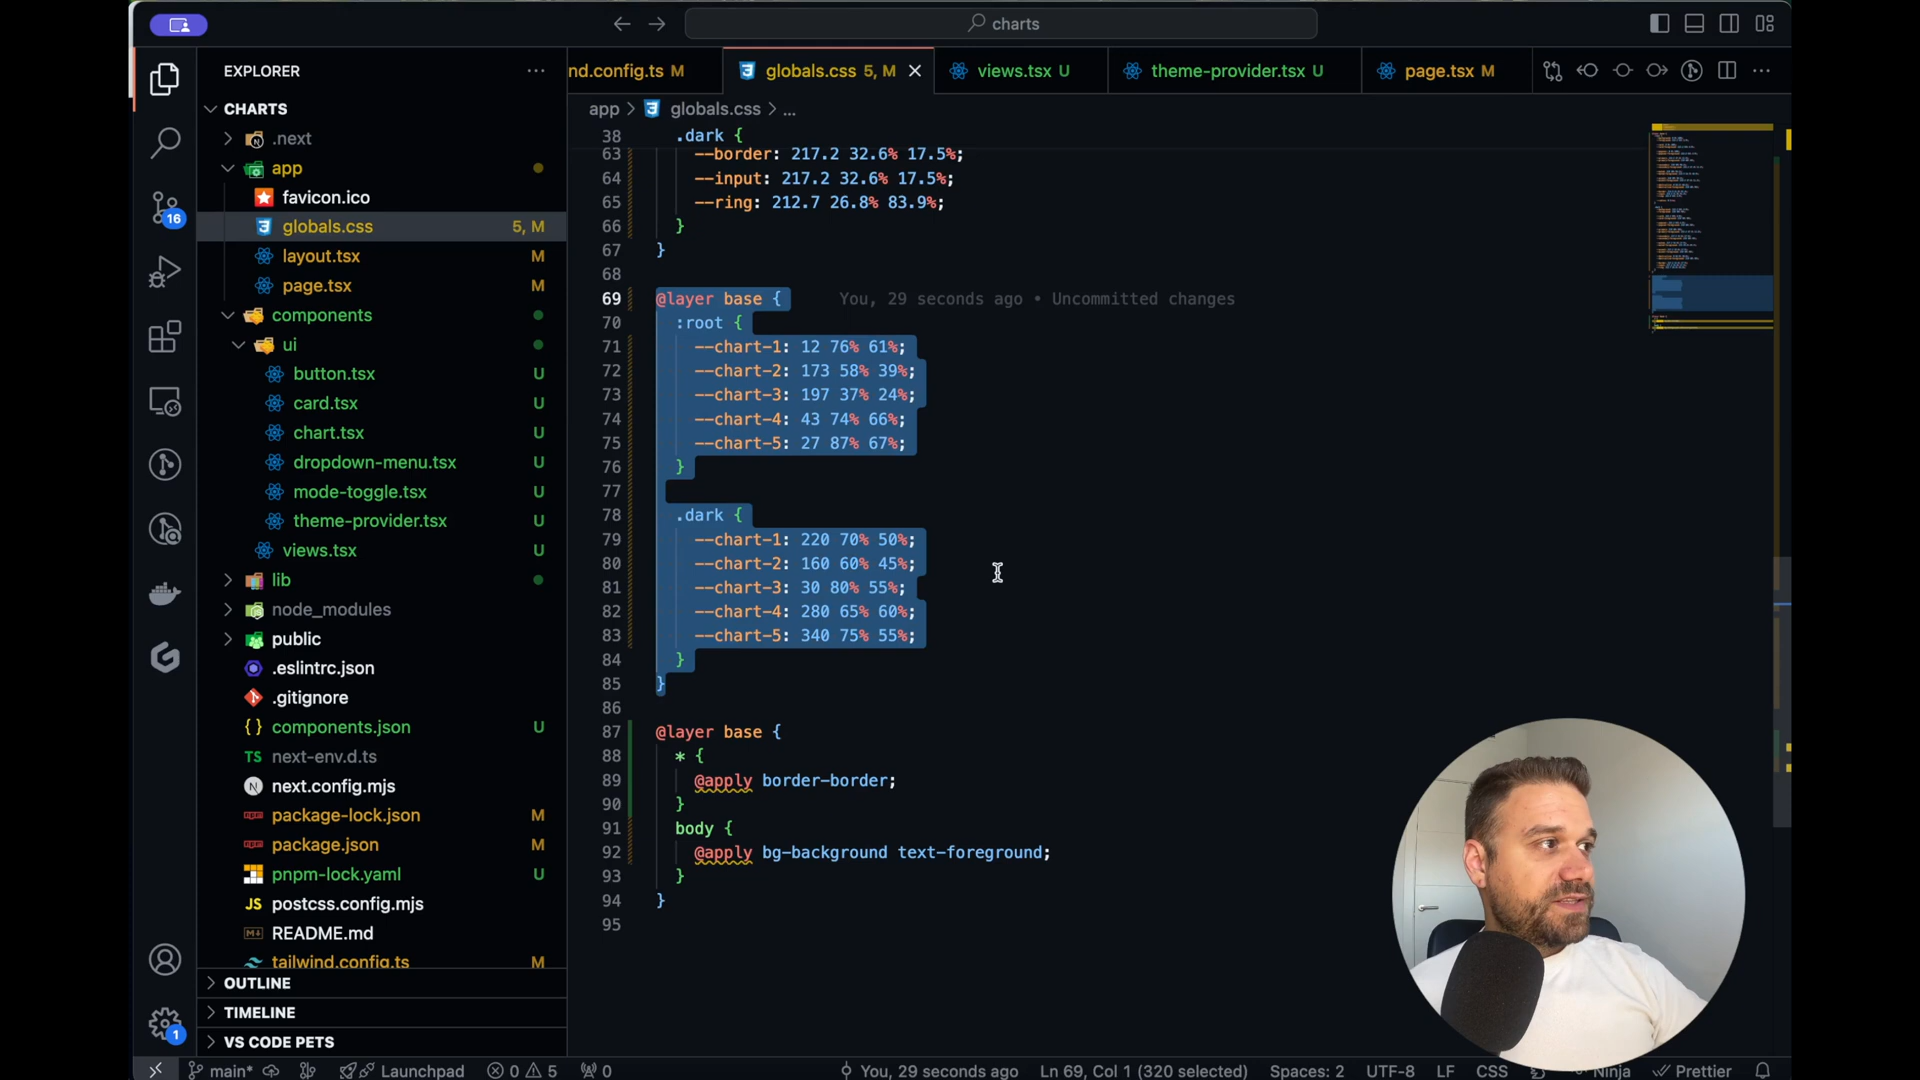 charts
EXPLORER
CHARTS
.next
app
favicon.ico
globals.css 5, M
layout.tsx M
page.tsx M
components
ui
button.tsx U
card.tsx U
chart.tsx U
dropdown-menu.tsx U
mode-toggle.tsx U
theme-provider.tsx U
views.tsx U
lib
node_modules
public
.eslintrc.json
.gitignore
components.json U
next-env.d.ts
next.config.mjs
package-lock.json M
package.json M
pnpm-lock.yaml U
postcss.config.mjs
README.md
tailwind.config.ts M
OUTLINE
TIMELINE
VS CODE PETS
16
1
nd.config.ts M
globals.css 5, M
views.tsx U
theme-provider.tsx U
page.tsx M
app > globals.css > ...
38 .dark {
63 --border: 217.2 32.6% 17.5%;
64 --input: 217.2 32.6% 17.5%;
65 --ring: 212.7 26.8% 83.9%;
66 }
67 }
68
69 @layer base { You, 29 seconds ago • Uncommitted changes
70 :root {
71 --chart-1: 12 76% 61%;
72 --chart-2: 173 58% 39%;
73 --chart-3: 197 37% 24%;
74 --chart-4: 43 74% 66%;
75 --chart-5: 27 87% 67%;
76 }
77
78 .dark {
79 --chart-1: 220 70% 50%;
80 --chart-2: 160 60% 45%;
81 --chart-3: 30 80% 55%;
82 --chart-4: 280 65% 60%;
83 --chart-5: 340 75% 55%;
84 }
85 }
86
87 @layer base {
88 * {
89 @apply border-border;
90 }
91 body {
92 @apply bg-background text-foreground;
93 }
94 }
95
main* Launchpad 0 5 0 You, 29 seconds ago Ln 69, Col 1 (320 selected) Spaces: 2 UTF-8 LF CSS Ninja Prettier